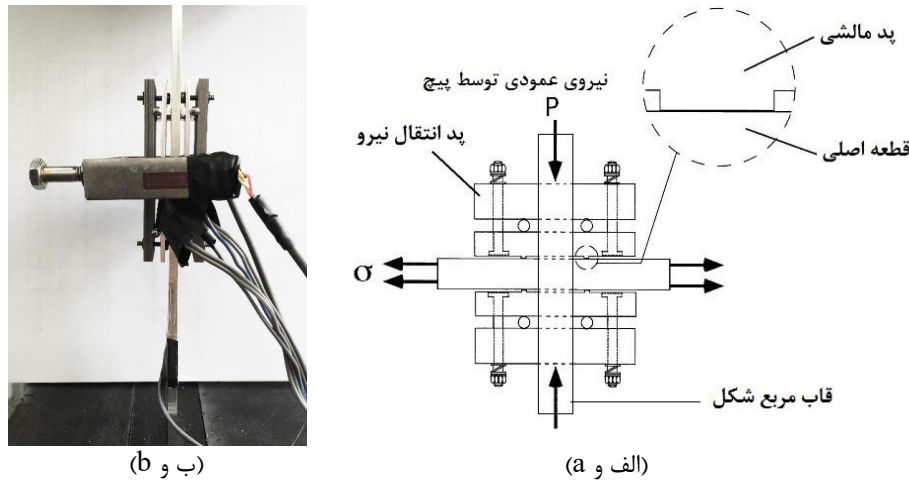 پد مالشی
نیروی عمودی توسط پیچ
P
پد انتقال نیرو
قطعه اصلی
σ
قاب مربع شکل
(الف و a)
(ب و b)